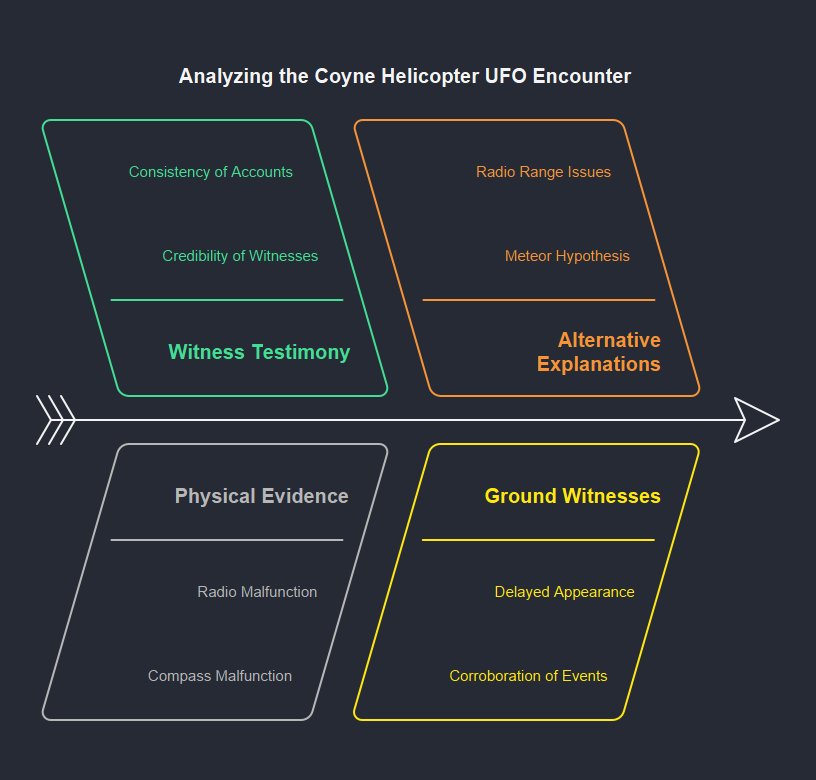 Analyzing the Coyne Helicopter UFO Encounter
Consistency of Accounts
Credibility of Witnesses
Witness Testimony
Radio Range Issues
Meteor Hypothesis
Alternative
Explanations
Physical Evidence
Radio Malfunction
Compass Malfunction
Ground Witnesses
Delayed Appearance
Corroboration of Events